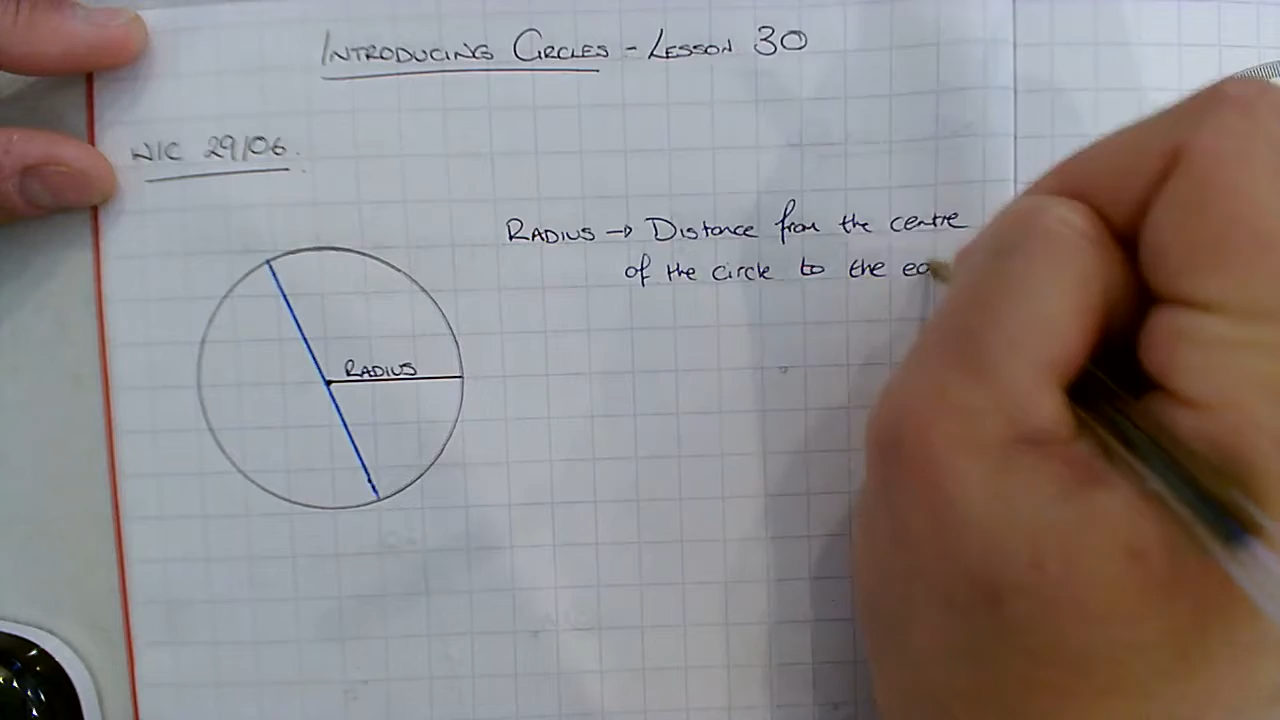 INTRODUCING CIRCLES - LESSON 30
W/C 29/06.
RADIUS → Distance from the centre
of the circle to the
RADIUS